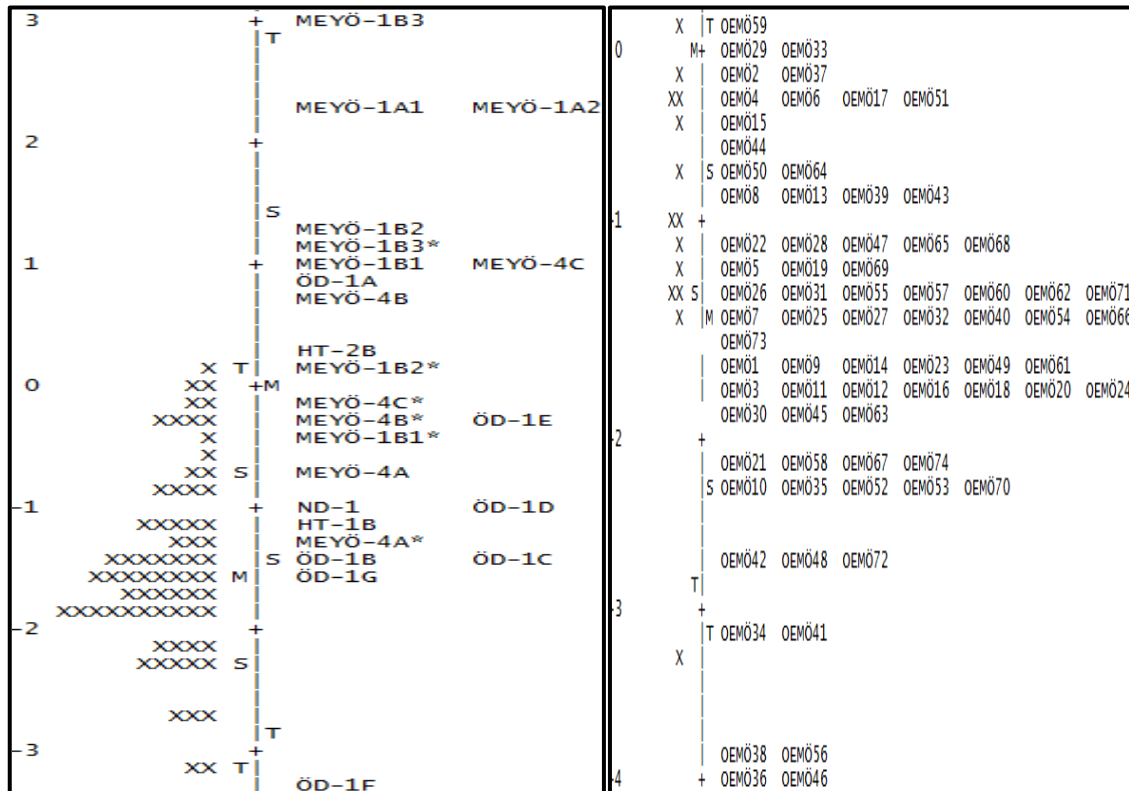 3 + MEYÖ-1B3
T
MEYÖ-1A1 MEYÖ-1A2
2 +
S
MEYÖ-1B2
MEYÖ-1B3*
1 + MEYÖ-1B1 MEYÖ-4C
ÖD-1A
MEYÖ-4B
HT-2B
X T| MEYÖ-1B2*
0 XX +M
XX | MEYÖ-4C*
XXXX | MEYÖ-4B* ÖD-1E
X | MEYÖ-1B1*
X |
XX S| MEYÖ-4A
XXXX |
-1 + ND-1 ÖD-1D
XXXXX | HT-1B
XXX | MEYÖ-4A*
XXXXXXX |S ÖD-1B ÖD-1C
XXXXXXXX M| ÖD-1G
XXXXXX |
XXXXXXXXXX |
-2 +
XXXX |
XXXXX S|
XXX |
|T
-3 +
XX T|
ÖD-1F
X |T OEMÖ59
0 M+ OEMÖ29 OEMÖ33
X | OEMÖ2 OEMÖ37
XX | OEMÖ4 OEMÖ6 OEMÖ17 OEMÖ51
X | OEMÖ15
| OEMÖ44
X |S OEMÖ50 OEMÖ64
| OEMÖ8 OEMÖ13 OEMÖ39 OEMÖ43
-1 XX +
X | OEMÖ22 OEMÖ28 OEMÖ47 OEMÖ65 OEMÖ68
X | OEMÖ5 OEMÖ19 OEMÖ69
XX S| OEMÖ26 OEMÖ31 OEMÖ55 OEMÖ57 OEMÖ60 OEMÖ62 OEMÖ71
X |M OEMÖ7 OEMÖ25 OEMÖ27 OEMÖ32 OEMÖ40 OEMÖ54 OEMÖ66
OEMÖ73
| OEMÖ1 OEMÖ9 OEMÖ14 OEMÖ23 OEMÖ49 OEMÖ61
| OEMÖ3 OEMÖ11 OEMÖ12 OEMÖ16 OEMÖ18 OEMÖ20 OEMÖ24
OEMÖ30 OEMÖ45 OEMÖ63
-2 +
| OEMÖ21 OEMÖ58 OEMÖ67 OEMÖ74
|S OEMÖ10 OEMÖ35 OEMÖ52 OEMÖ53 OEMÖ70
OEMÖ42 OEMÖ48 OEMÖ72
T|
-3 +
|T OEMÖ34 OEMÖ41
X |
| OEMÖ38 OEMÖ56
-4 + OEMÖ36 OEMÖ46